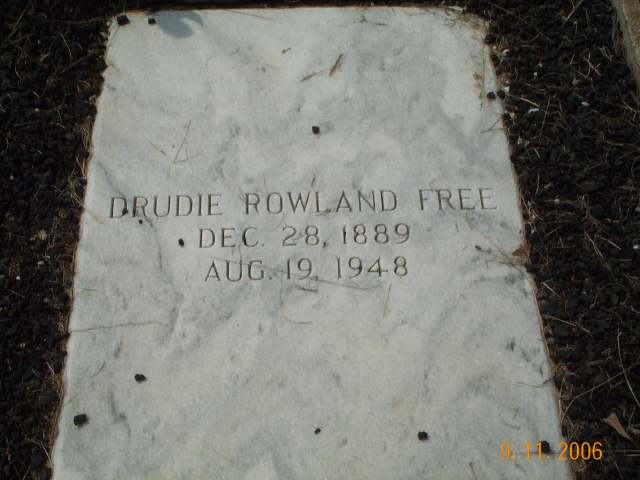 DRUDIE ROWLAND FREE
DEC. 28, 1889
AUG. 19, 1948
9/11/2006